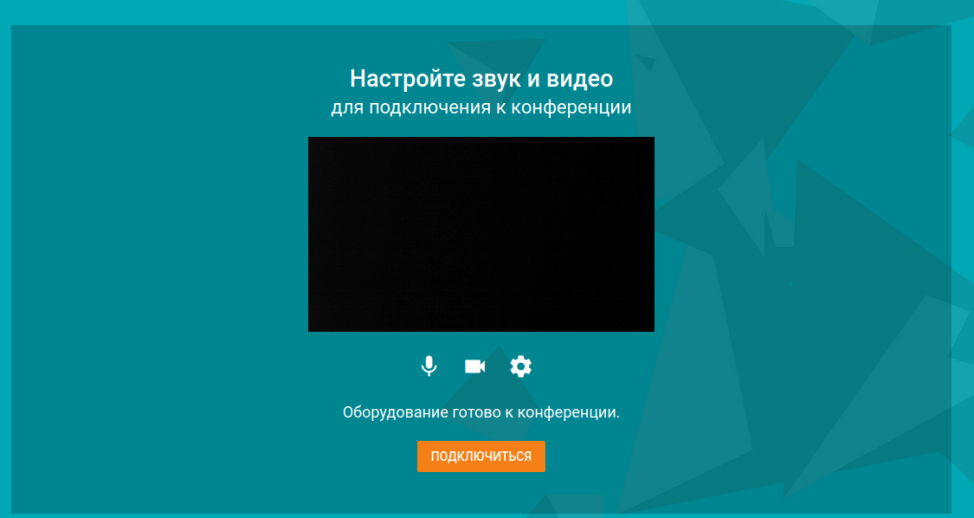 Настройте звук и видео
для подключения к конференции
Оборудование готово к конференции.
ПОДКЛЮЧИТЬСЯ